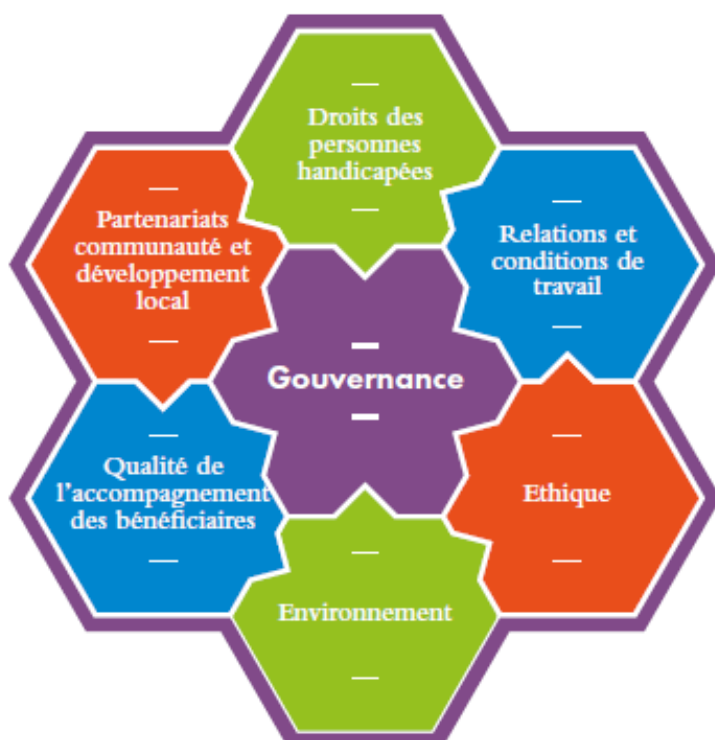 Droits des
personnes
handicapées
Partenariats
communauté et
développement
local
Relations et
conditions de
travail
Gouvernance
Qualité de
l'accompagnement
des bénéficiaires
Ethique
Environnement